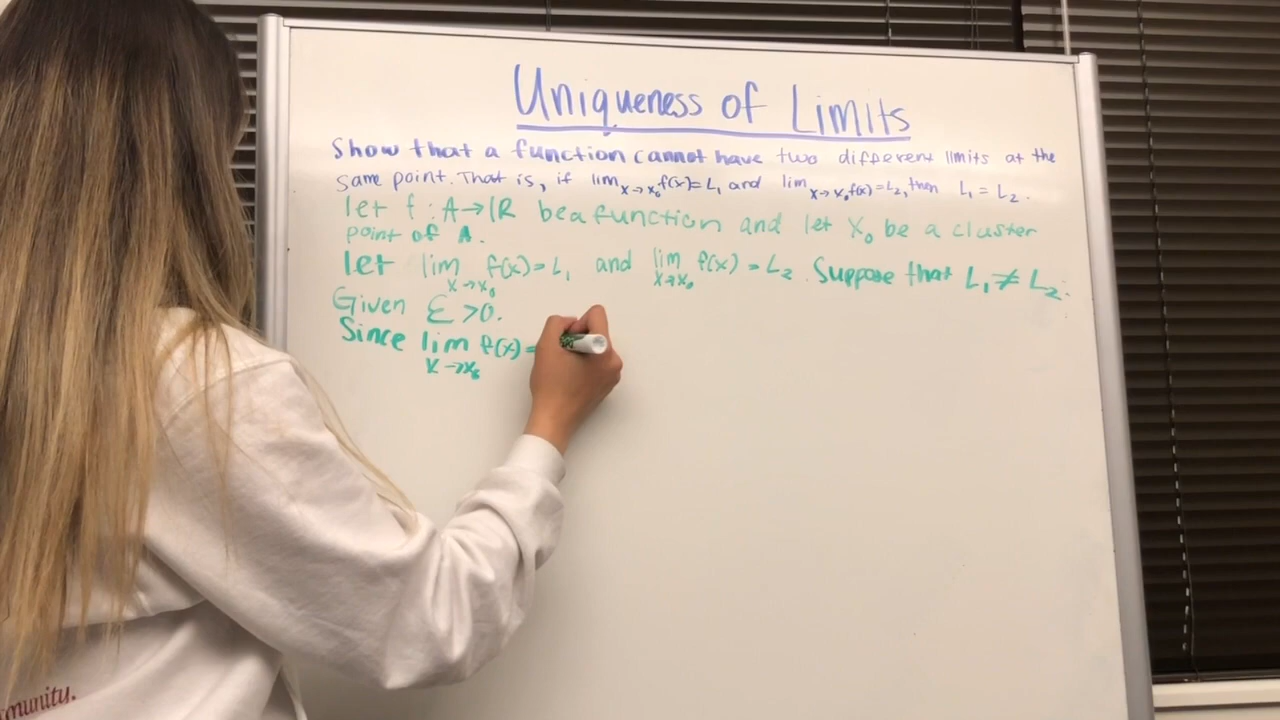 Uniqueness of Limits
Show that a function cannot have two different limits at the
same point. That is, if lim x→x₀ f(x)=L₁ and lim x→x₀ f(x)=L₂, then L₁ = L₂.
let f : A→ℝ be a function and let X₀ be a cluster
point of A.
let lim x→x₀ f(x)=L₁ and lim x→x₀ f(x)=L₂. Suppose that L₁ ≠ L₂.
Given ε>0.
Since lim x→x₀ f(x)=
munity.